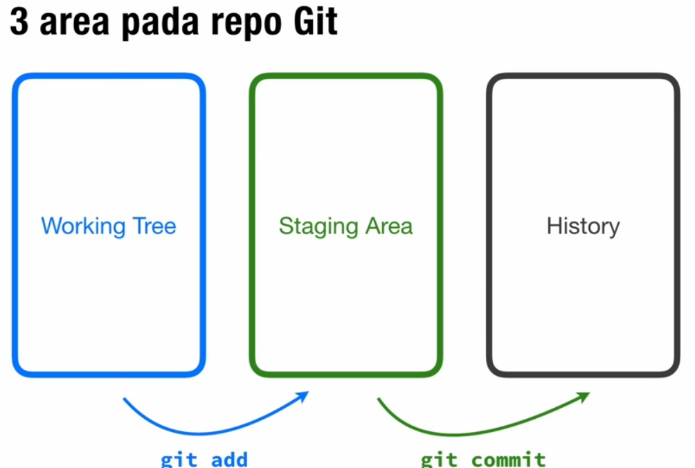 3 area pada repo Git
Working Tree
Staging Area
History
git add
git commit